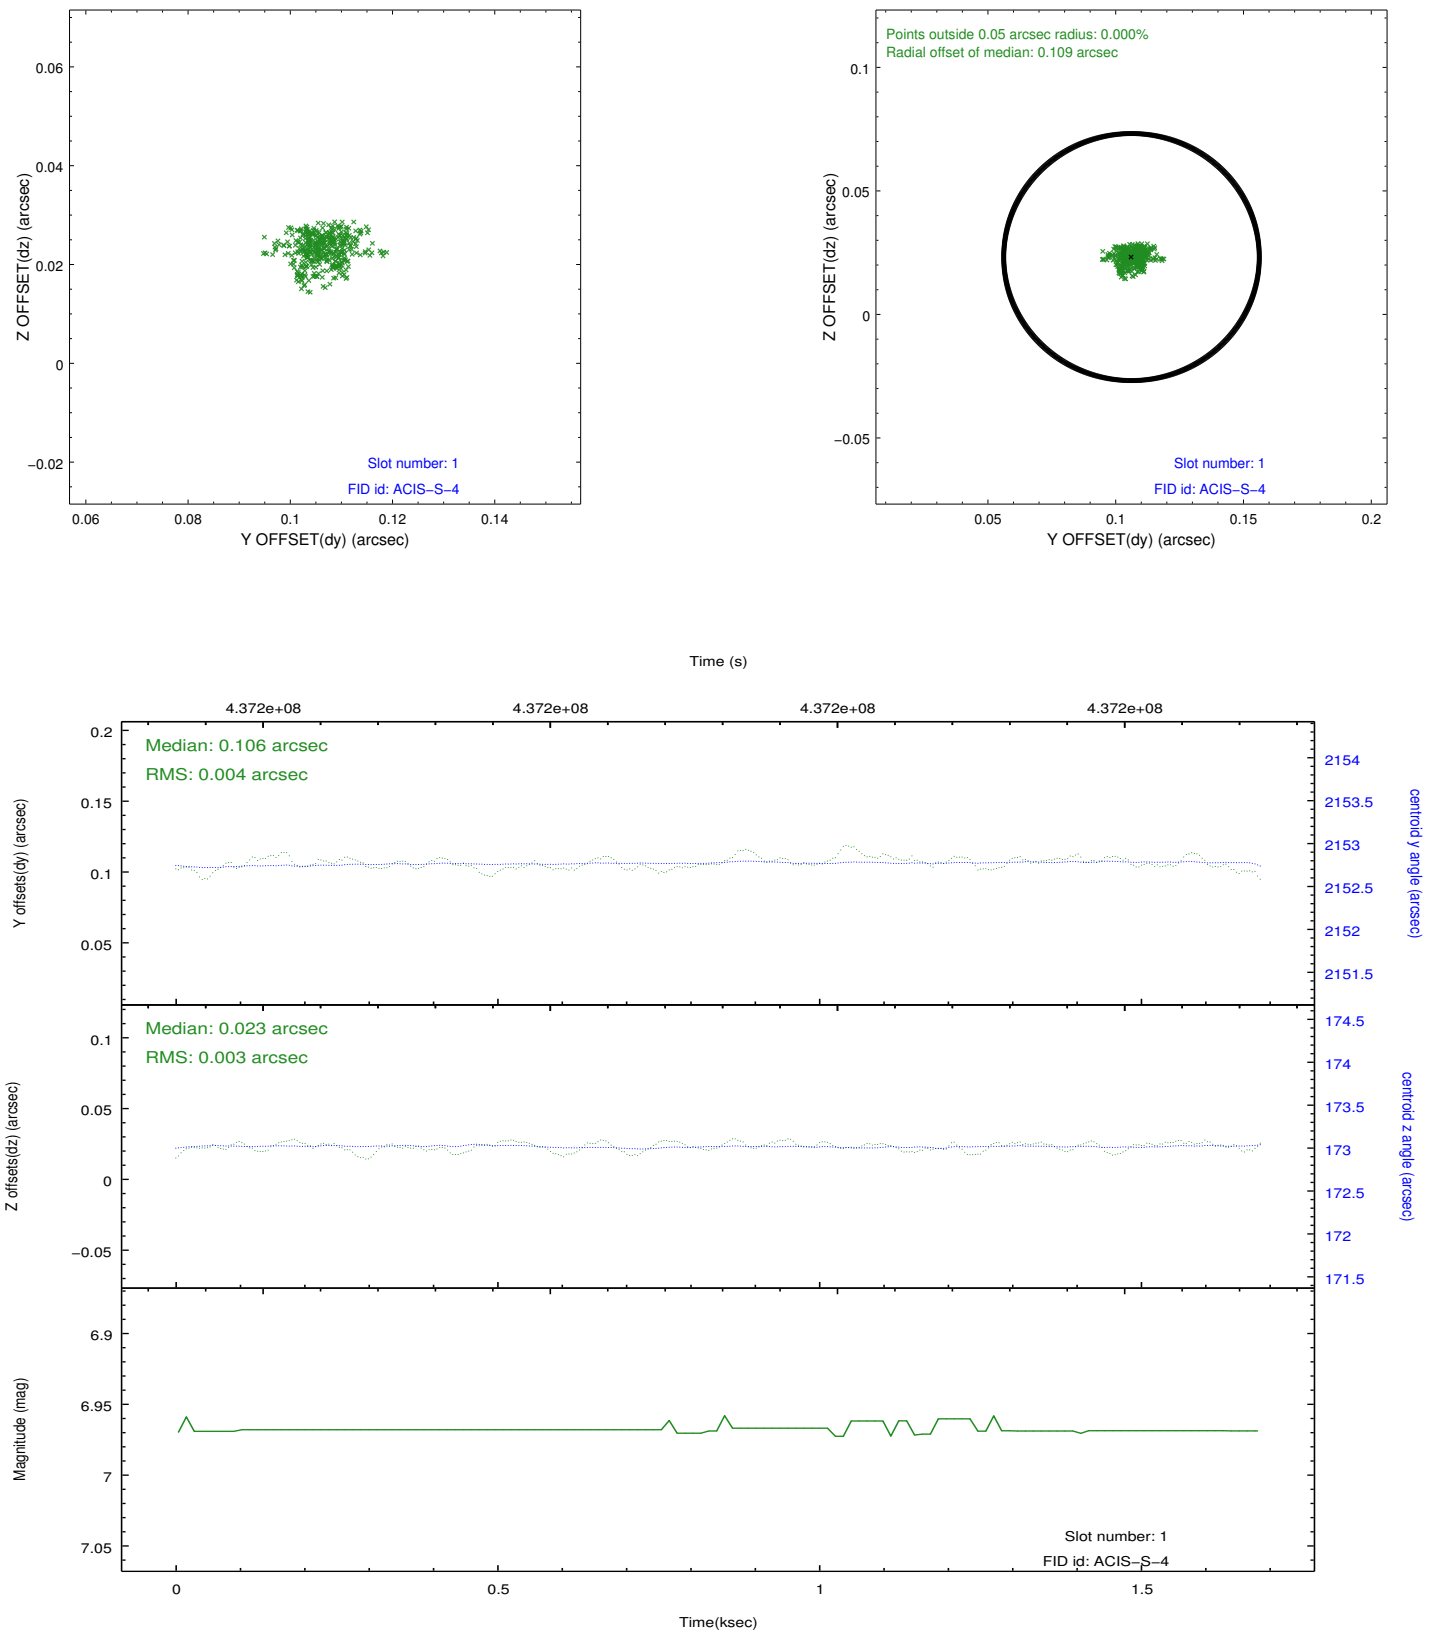 0.06
0.04
0.02
0
−0.02
Z OFFSET(dz) (arcsec)
Slot number: 1
FID id: ACIS−S−4
0.06 0.08 0.1 0.12 0.14
Y OFFSET(dy) (arcsec)
Points outside 0.05 arcsec radius: 0.000%
Radial offset of median: 0.109 arcsec
0.1
0.05
0
−0.05
Z OFFSET(dz) (arcsec)
Slot number: 1
FID id: ACIS−S−4
0.05 0.1 0.15 0.2
Y OFFSET(dy) (arcsec)
Time (s)
4.372e+08 4.372e+08 4.372e+08 4.372e+08
Median: 0.106 arcsec
RMS: 0.004 arcsec
0.2
0.15
0.1
0.05
Y offsets(dy) (arcsec)
2154
2153.5
2153
2152.5
2152
2151.5
centroid y angle (arcsec)
Median: 0.023 arcsec
RMS: 0.003 arcsec
0.1
0.05
0
−0.05
Z offsets(dz) (arcsec)
174.5
174
173.5
173
172.5
172
171.5
centroid z angle (arcsec)
6.9
6.95
7
7.05
Magnitude (mag)
Slot number: 1
FID id: ACIS−S−4
0 0.5 1 1.5
Time(ksec)